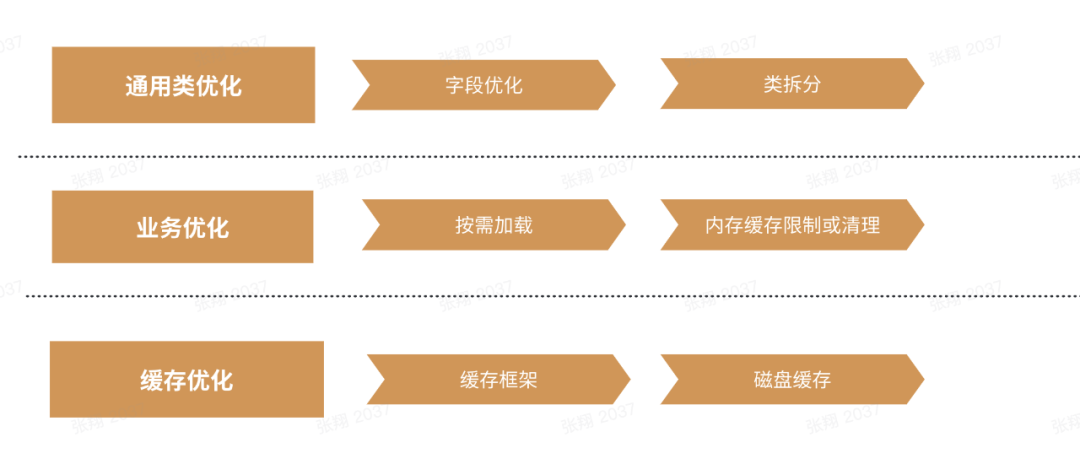 通用类优化
字段优化
类拆分
业务优化
按需加载
内存缓存限制或清理
缓存优化
缓存框架
磁盘缓存
张翔 2037